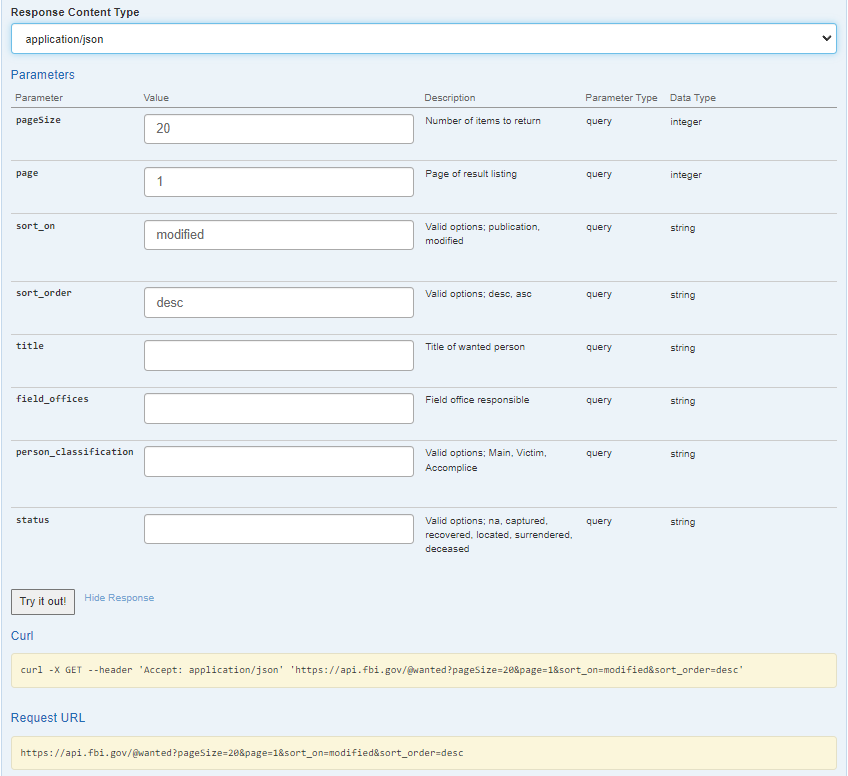 Response Content Type
application/json
Parameters
Parameter Value Description Parameter Type Data Type
pageSize 20 Number of items to return query integer
page 1 Page of result listing query integer
sort_on modified Valid options; publication, query string
modified
sort_order desc Valid options; desc, asc query string
title Title of wanted person query string
field_offices Field office responsible query string
person_classification Valid options; Main, Victim, query string
Accomplice
status Valid options; na, captured, query string
recovered, located, surrendered,
deceased
Try it out! Hide Response
Curl
curl -X GET --header 'Accept: application/json' 'https://api.fbi.gov/@wanted?pageSize=20&page=1&sort_on=modified&sort_order=desc'
Request URL
https://api.fbi.gov/@wanted?pageSize=20&page=1&sort_on=modified&sort_order=desc